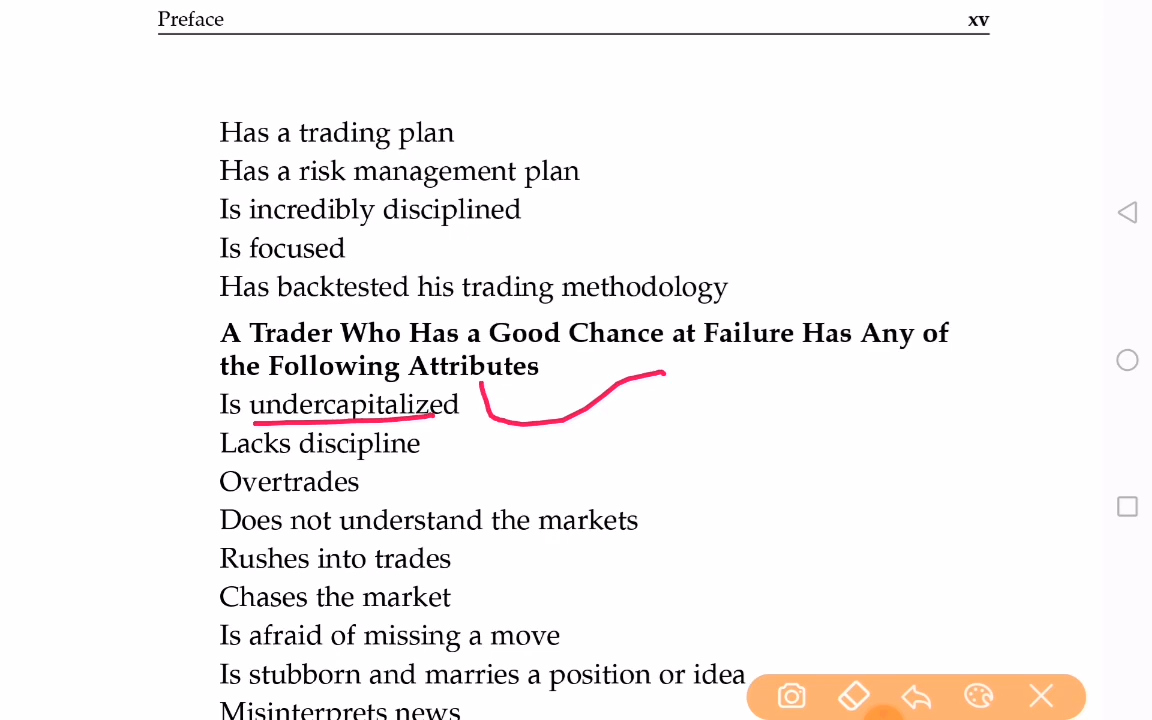 Preface xv
Has a trading plan
Has a risk management plan
Is incredibly disciplined
Is focused
Has backtested his trading methodology
A Trader Who Has a Good Chance at Failure Has Any of
the Following Attributes
Is undercapitalized
Lacks discipline
Overtrades
Does not understand the markets
Rushes into trades
Chases the market
Is afraid of missing a move
Is stubborn and marries a position or idea
Misinterprets news